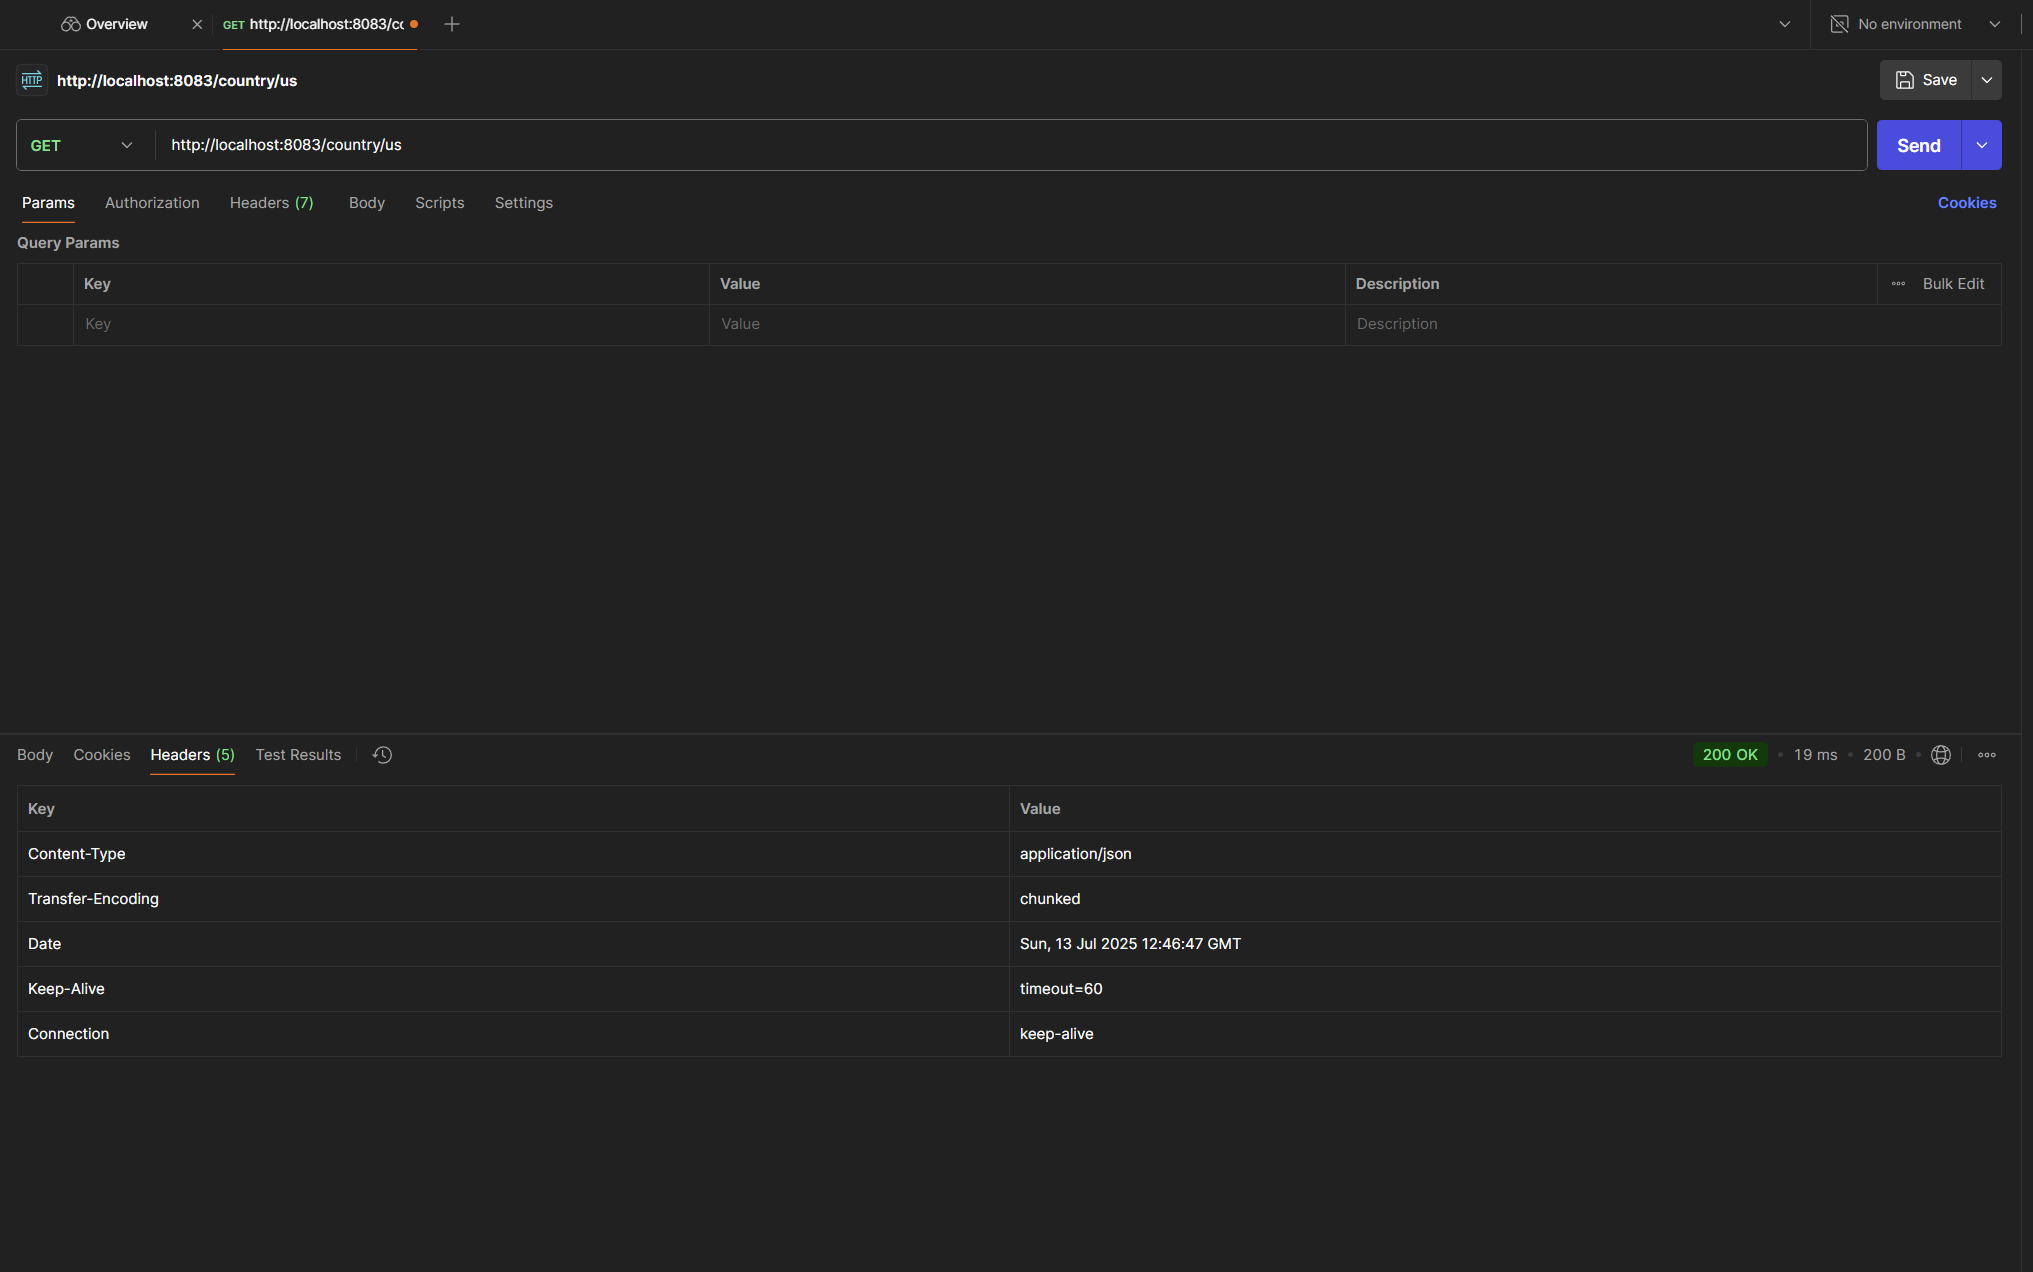 Overview
GET http://localhost:8083/cc
No environment
HTTP http://localhost:8083/country/us
Save
GET http://localhost:8083/country/us
Send
Params Authorization Headers (7) Body Scripts Settings
Cookies
Query Params
Key Value Description Bulk Edit
Key Value Description
Body Cookies Headers (5) Test Results
200 OK • 19 ms • 200 B •
Key Value
Content-Type application/json
Transfer-Encoding chunked
Date Sun, 13 Jul 2025 12:46:47 GMT
Keep-Alive timeout=60
Connection keep-alive